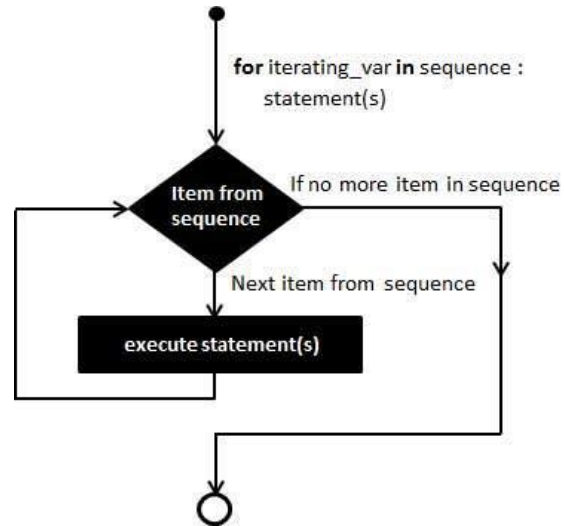 for iterating_var in sequence :
statement(s)
If no more item in sequence
Item from
sequence
Next item from sequence
execute statement(s)